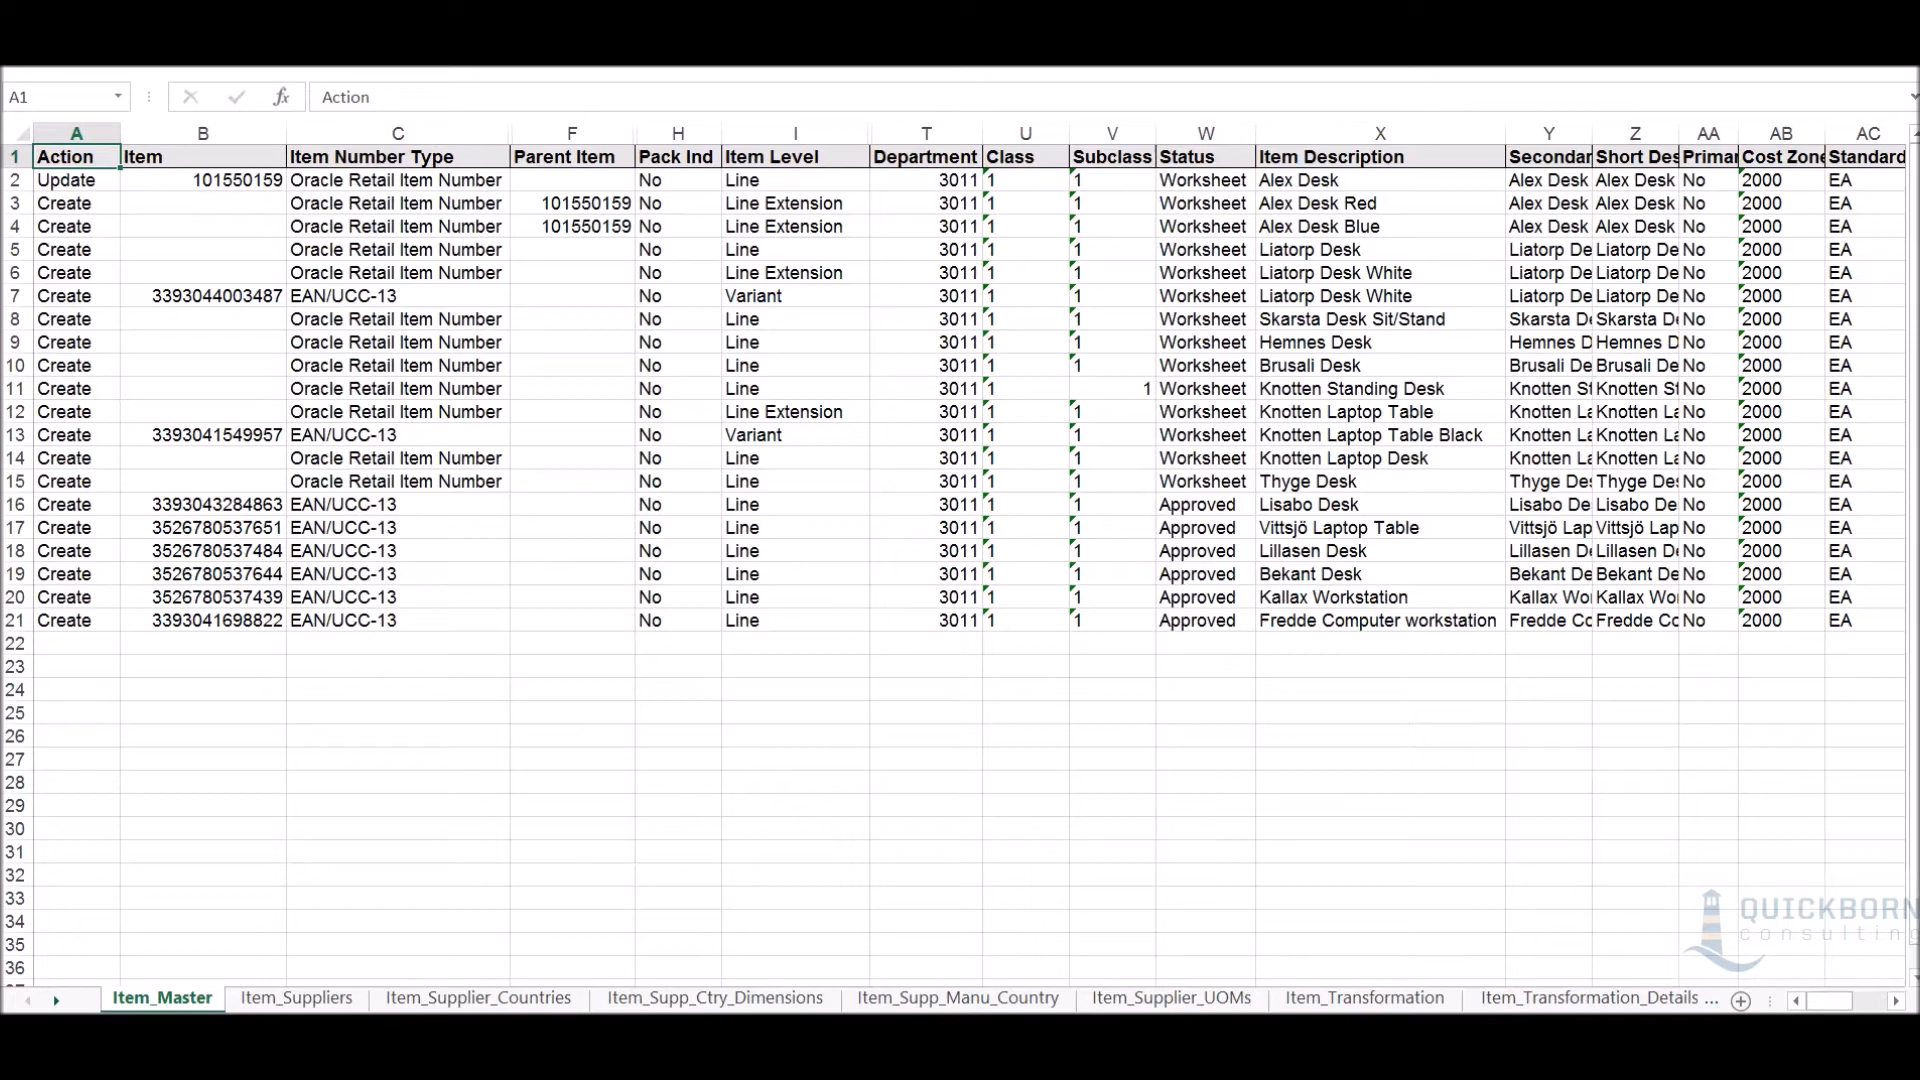 A1 fx Action
A B C F H I T U V W X Y Z AA AB AC
1 Action Item Item Number Type Parent Item Pack Ind Item Level Department Class Subclass Status Item Description Secondar Short Des Primar Cost Zone Standard
2 Update 101550159 Oracle Retail Item Number No Line 3011 1 1 Worksheet Alex Desk Alex Desk Alex Desk No 2000 EA
3 Create Oracle Retail Item Number 101550159 No Line Extension 3011 1 1 Worksheet Alex Desk Red Alex Desk Alex Desk No 2000 EA
4 Create Oracle Retail Item Number 101550159 No Line Extension 3011 1 1 Worksheet Alex Desk Blue Alex Desk Alex Desk No 2000 EA
5 Create Oracle Retail Item Number No Line 3011 1 1 Worksheet Liatorp Desk Liatorp De Liatorp De No 2000 EA
6 Create Oracle Retail Item Number No Line Extension 3011 1 1 Worksheet Liatorp Desk White Liatorp De Liatorp De No 2000 EA
7 Create 3393044003487 EAN/UCC-13 No Variant 3011 1 1 Worksheet Liatorp Desk White Liatorp De Liatorp De No 2000 EA
8 Create Oracle Retail Item Number No Line 3011 1 1 Worksheet Skarsta Desk Sit/Stand Skarsta De Skarsta De No 2000 EA
9 Create Oracle Retail Item Number No Line 3011 1 1 Worksheet Hemnes Desk Hemnes D Hemnes D No 2000 EA
10 Create Oracle Retail Item Number No Line 3011 1 1 Worksheet Brusali Desk Brusali De Brusali De No 2000 EA
11 Create Oracle Retail Item Number No Line 3011 1 1 Worksheet Knotten Standing Desk Knotten St Knotten St No 2000 EA
12 Create Oracle Retail Item Number No Line Extension 3011 1 1 Worksheet Knotten Laptop Table Knotten La Knotten La No 2000 EA
13 Create 3393041549957 EAN/UCC-13 No Variant 3011 1 1 Worksheet Knotten Laptop Table Black Knotten La Knotten La No 2000 EA
14 Create Oracle Retail Item Number No Line 3011 1 1 Worksheet Knotten Laptop Desk Knotten La Knotten La No 2000 EA
15 Create Oracle Retail Item Number No Line 3011 1 1 Worksheet Thyge Desk Thyge Des Thyge Des No 2000 EA
16 Create 3393043284863 EAN/UCC-13 No Line 3011 1 1 Approved Lisabo Desk Lisabo De Lisabo De No 2000 EA
17 Create 3526780537651 EAN/UCC-13 No Line 3011 1 1 Approved Vittsjö Laptop Table Vittsjö Lap Vittsjö Lap No 2000 EA
18 Create 3526780537484 EAN/UCC-13 No Line 3011 1 1 Approved Lillasen Desk Lillasen De Lillasen De No 2000 EA
19 Create 3526780537644 EAN/UCC-13 No Line 3011 1 1 Approved Bekant Desk Bekant De Bekant De No 2000 EA
20 Create 3526780537439 EAN/UCC-13 No Line 3011 1 1 Approved Kallax Workstation Kallax Wo Kallax Wo No 2000 EA
21 Create 3393041698822 EAN/UCC-13 No Line 3011 1 1 Approved Fredde Computer workstation Fredde Co Fredde Co No 2000 EA
22
23
24
25
26
27
28
29
30
31
32
33
34
35
36
QUICKBORN
consulting
Item_Master Item_Suppliers Item_Supplier_Countries Item_Supp_Ctry_Dimensions Item_Supp_Manu_Country Item_Supplier_UOMs Item_Transformation Item_Transformation_Details ...